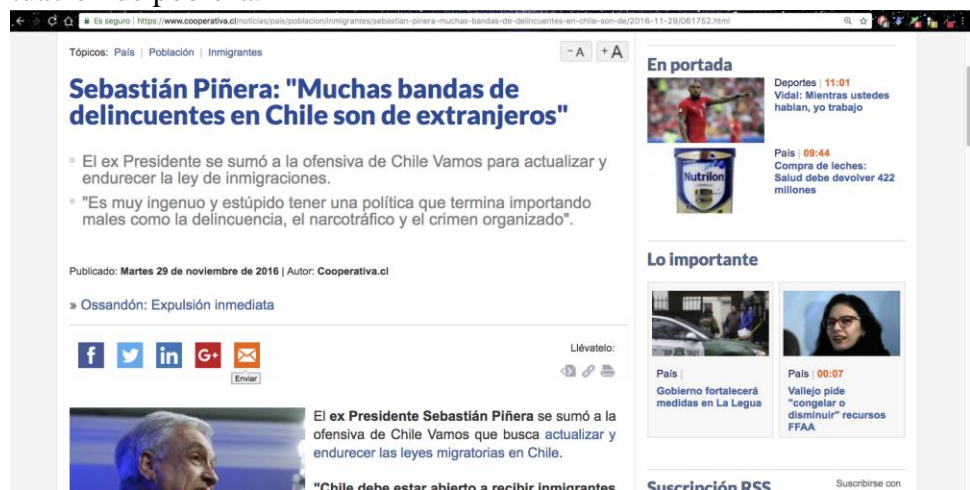 Es seguro | https://www.cooperativa.cl/noticias/pais/poblacion/inmigrantes/sebastian-pinera-muchas-bandas-de-delincuentes-en-chile-son-de/2016-11-29/061752.html
Tópicos: País | Población | Inmigrantes
- A + A
Sebastián Piñera: "Muchas bandas de
delincuentes en Chile son de extranjeros"
El ex Presidente se sumó a la ofensiva de Chile Vamos para actualizar y
endurecer la ley de inmigraciones.
"Es muy ingenuo y estúpido tener una política que termina importando
males como la delincuencia, el narcotráfico y el crimen organizado".
Publicado: Martes 29 de noviembre de 2016 | Autor: Cooperativa.cl
» Ossandón: Expulsión inmediata
f in G+
Enviar
Llévatelo:
El ex Presidente Sebastián Piñera se sumó a la
ofensiva de Chile Vamos que busca actualizar y
endurecer las leyes migratorias en Chile.
"Chile debe estar abierto a recibir inmigrantes
En portada
Deportes | 11:01
Vidal: Mientras ustedes
hablan, yo trabajo
Nutrilon
País | 09:44
Compra de leches:
Salud debe devolver 422
millones
Lo importante
País |
Gobierno fortalecerá
medidas en La Legua
País | 00:07
Vallejo pide
"congelar o
disminuir" recursos
FFAA
Suscripción RSS
Suscribirse con